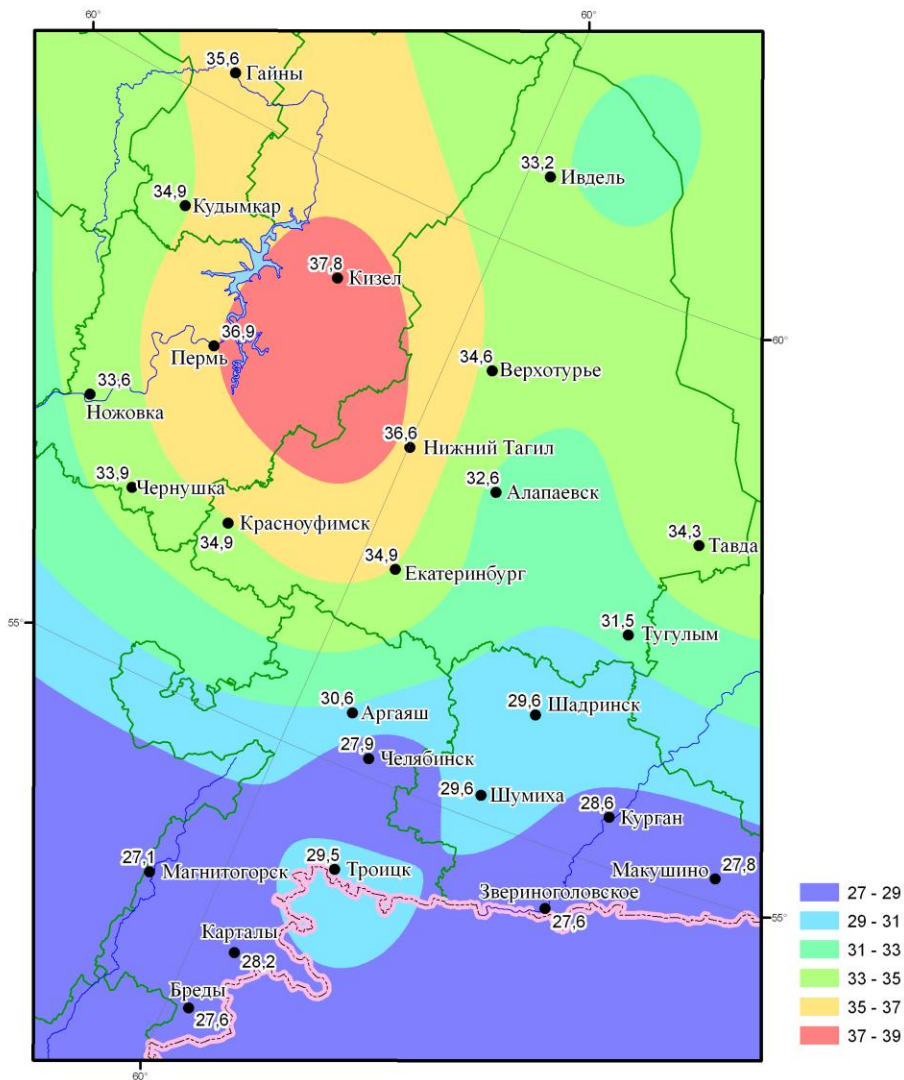 60°
60°
35,6
Гайны
33,2
Ивдель
34,9
Кудымкар
37,8
Кизел
36,9
Пермь
60°
34,6
Верхотурье
33,6
Ножовка
36,6
Нижний Тагил
33,9
Чернушка
32,6
Алапаевск
Красноуфимск
34,9
34,3
Тавда
34,9
Екатеринбург
55°
31,5
Тугулым
30,6
Аргаяш
29,6
Шадринск
27,9
Челябинск
29,6
Шумиха
28,6
Курган
27,1
Магнитогорск
29,5
Троицк
Макушино
27,8
Звериноголовское
27,6
55°
Карталы
28,2
Бреды
27,6
60°
27 - 29
29 - 31
31 - 33
33 - 35
35 - 37
37 - 39